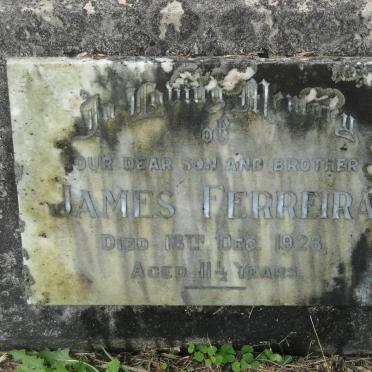 In Loving Memory
of
OUR DEAR SON AND BROTHER
JAMES FERREIRA
DIED 13TH DEC. 1923,
AGED 11½ YEARS.